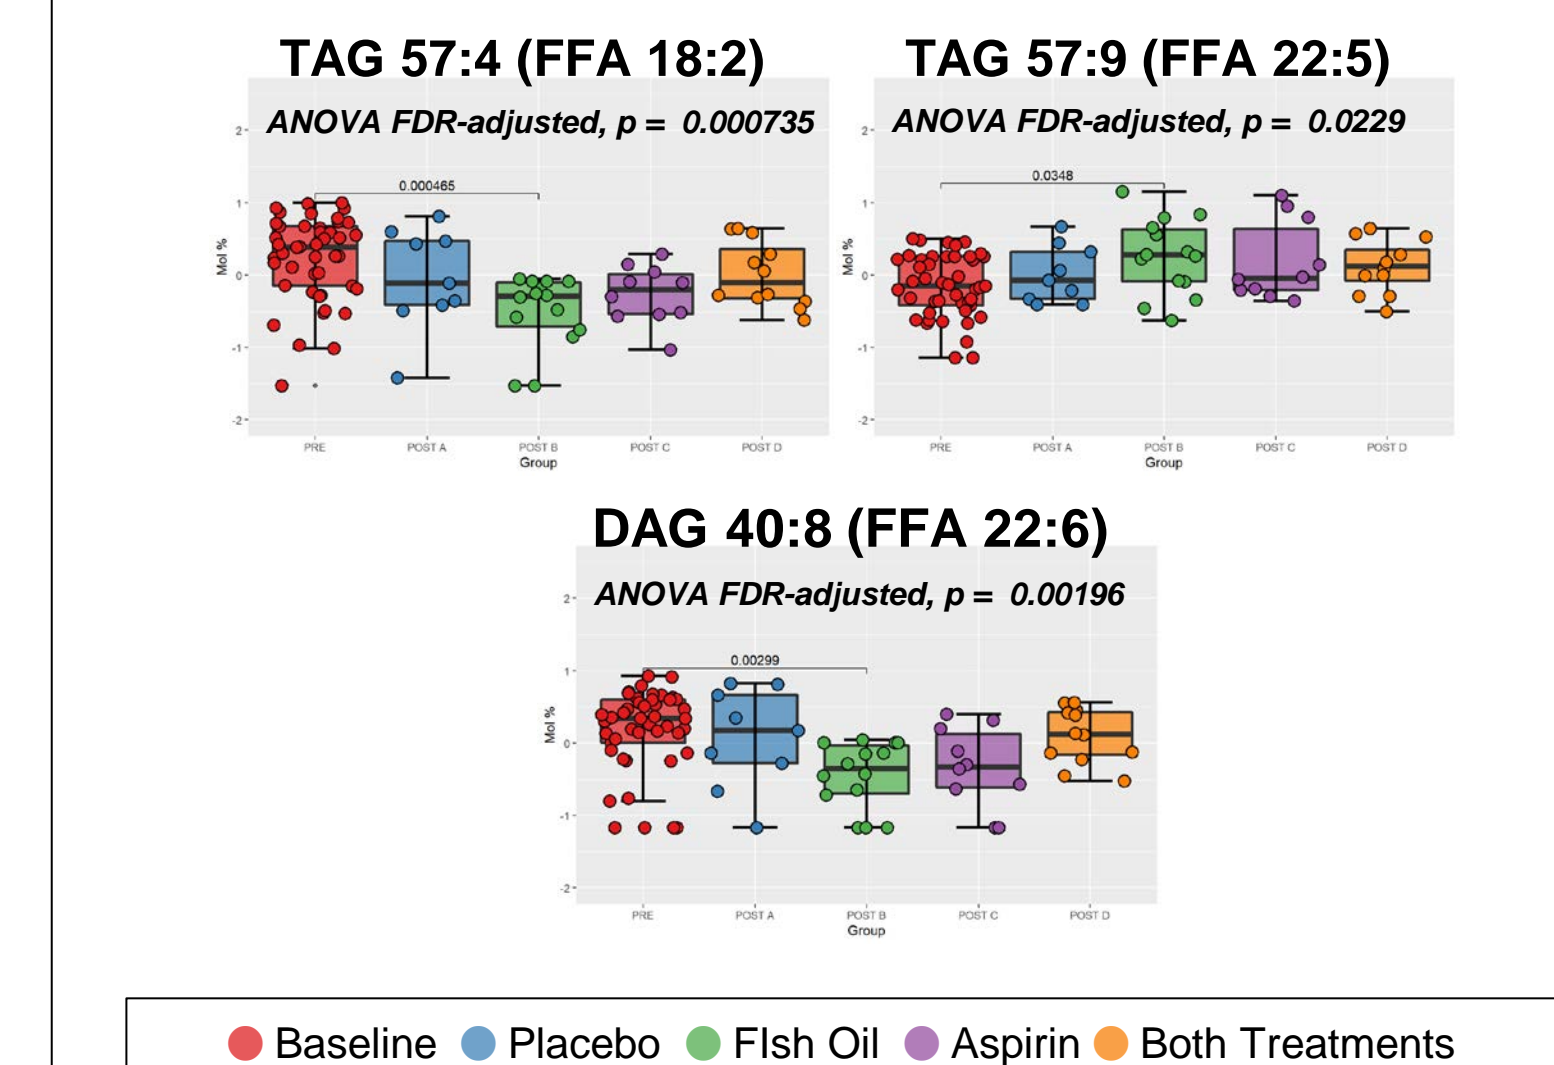 TAG 57:4 (FFA 18:2)
ANOVA FDR-adjusted, p = 0.000735
0.000465
2
1
0
-1
-2
Mol %
PRE POST A POST B POST C POST D
Group
TAG 57:9 (FFA 22:5)
ANOVA FDR-adjusted, p = 0.0229
0.0348
2
1
0
-1
-2
Mol %
PRE POST A POST B POST C POST D
Group
DAG 40:8 (FFA 22:6)
ANOVA FDR-adjusted, p = 0.00196
0.00299
2
1
0
-1
-2
Mol %
PRE POST A POST B POST C POST D
Group
Baseline Placebo FIsh Oil Aspirin Both Treatments